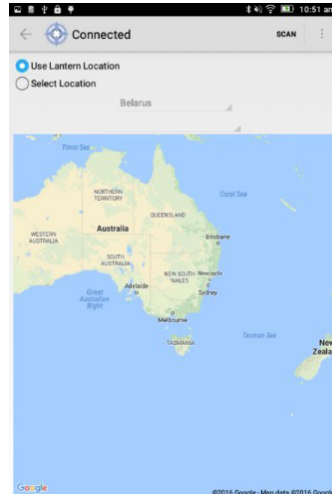 10:51 am
Connected
SCAN
Use Lantern Location
Select Location
Belarus
Timor Sea
NORTHERN
TERRITORY
Coral Sea
QUEENSLAND
WESTERN
AUSTRALIA
Australia
Brisbane
SOUTH
AUSTRALIA
NEW SOUTH
WALES
Newcastle
Great
Australian
Bight
Adelaide
Sydney
Melbourne
Tasman Sea
TASMANIA
New
Zeala
Google
©2016 Google - Map data ©2016 Google